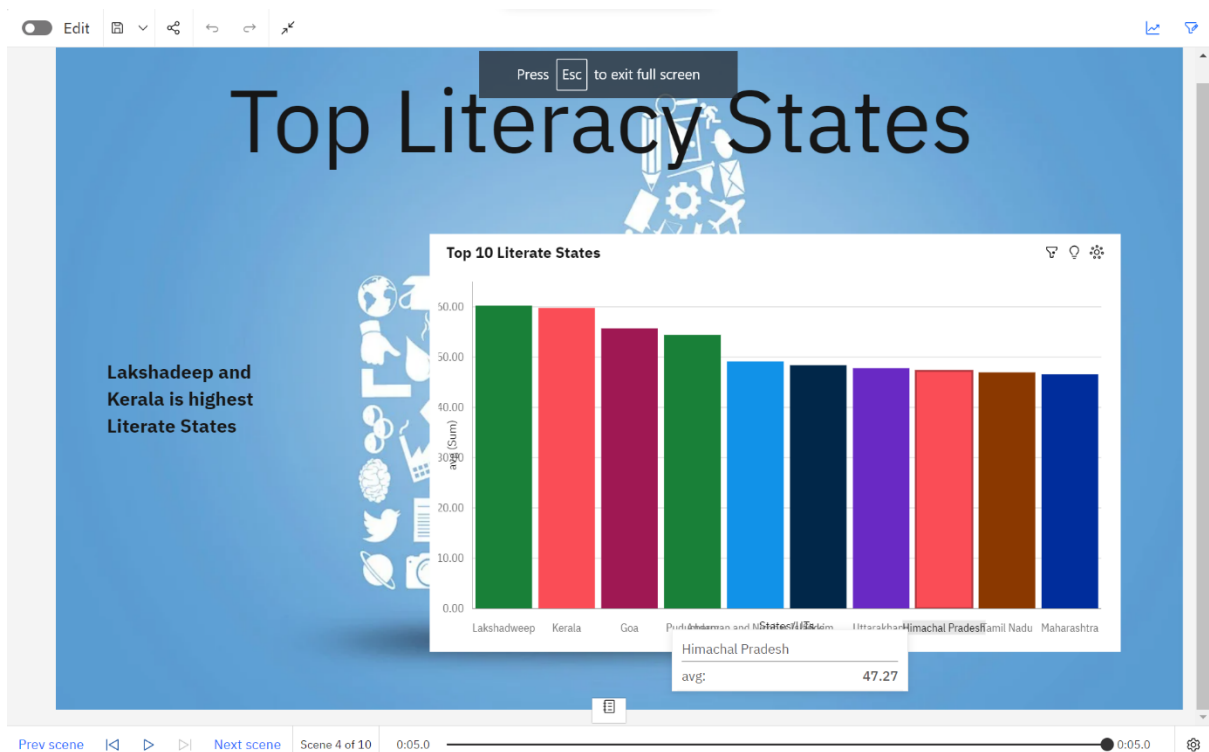 Edit
Press Esc to exit full screen
Top Literacy States
Top 10 Literate States
Lakshadeep and
Kerala is highest
Literate States
avg (Sum)
50.00
40.00
20.00
10.00
0.00
Lakshadweep Kerala Goa Himachal Pradesh Tamil Nadu Maharashtra
States/UTs
Himachal Pradesh
avg: 47.27
Prev scene Next scene Scene 4 of 10 0:05.0 0:05.0